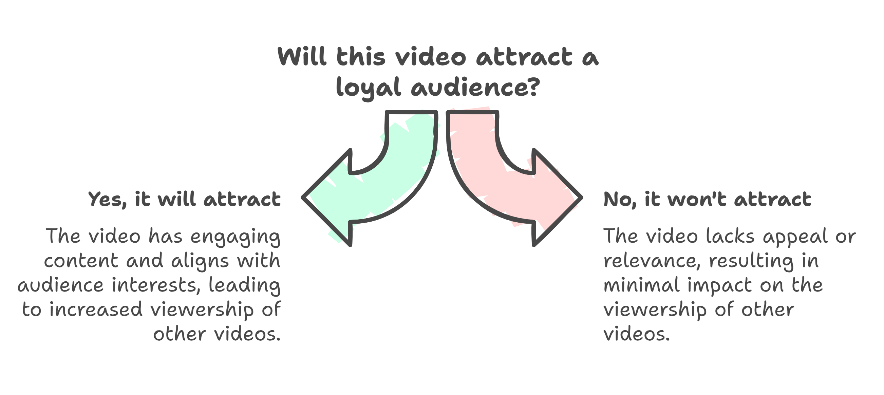 Will this video attract a
loyal audience?
Yes, it will attract
The video has engaging
content and aligns with
audience interests, leading
to increased viewership of
other videos.
No, it won't attract
The video lacks appeal or
relevance, resulting in
minimal impact on the
viewership of other
videos.